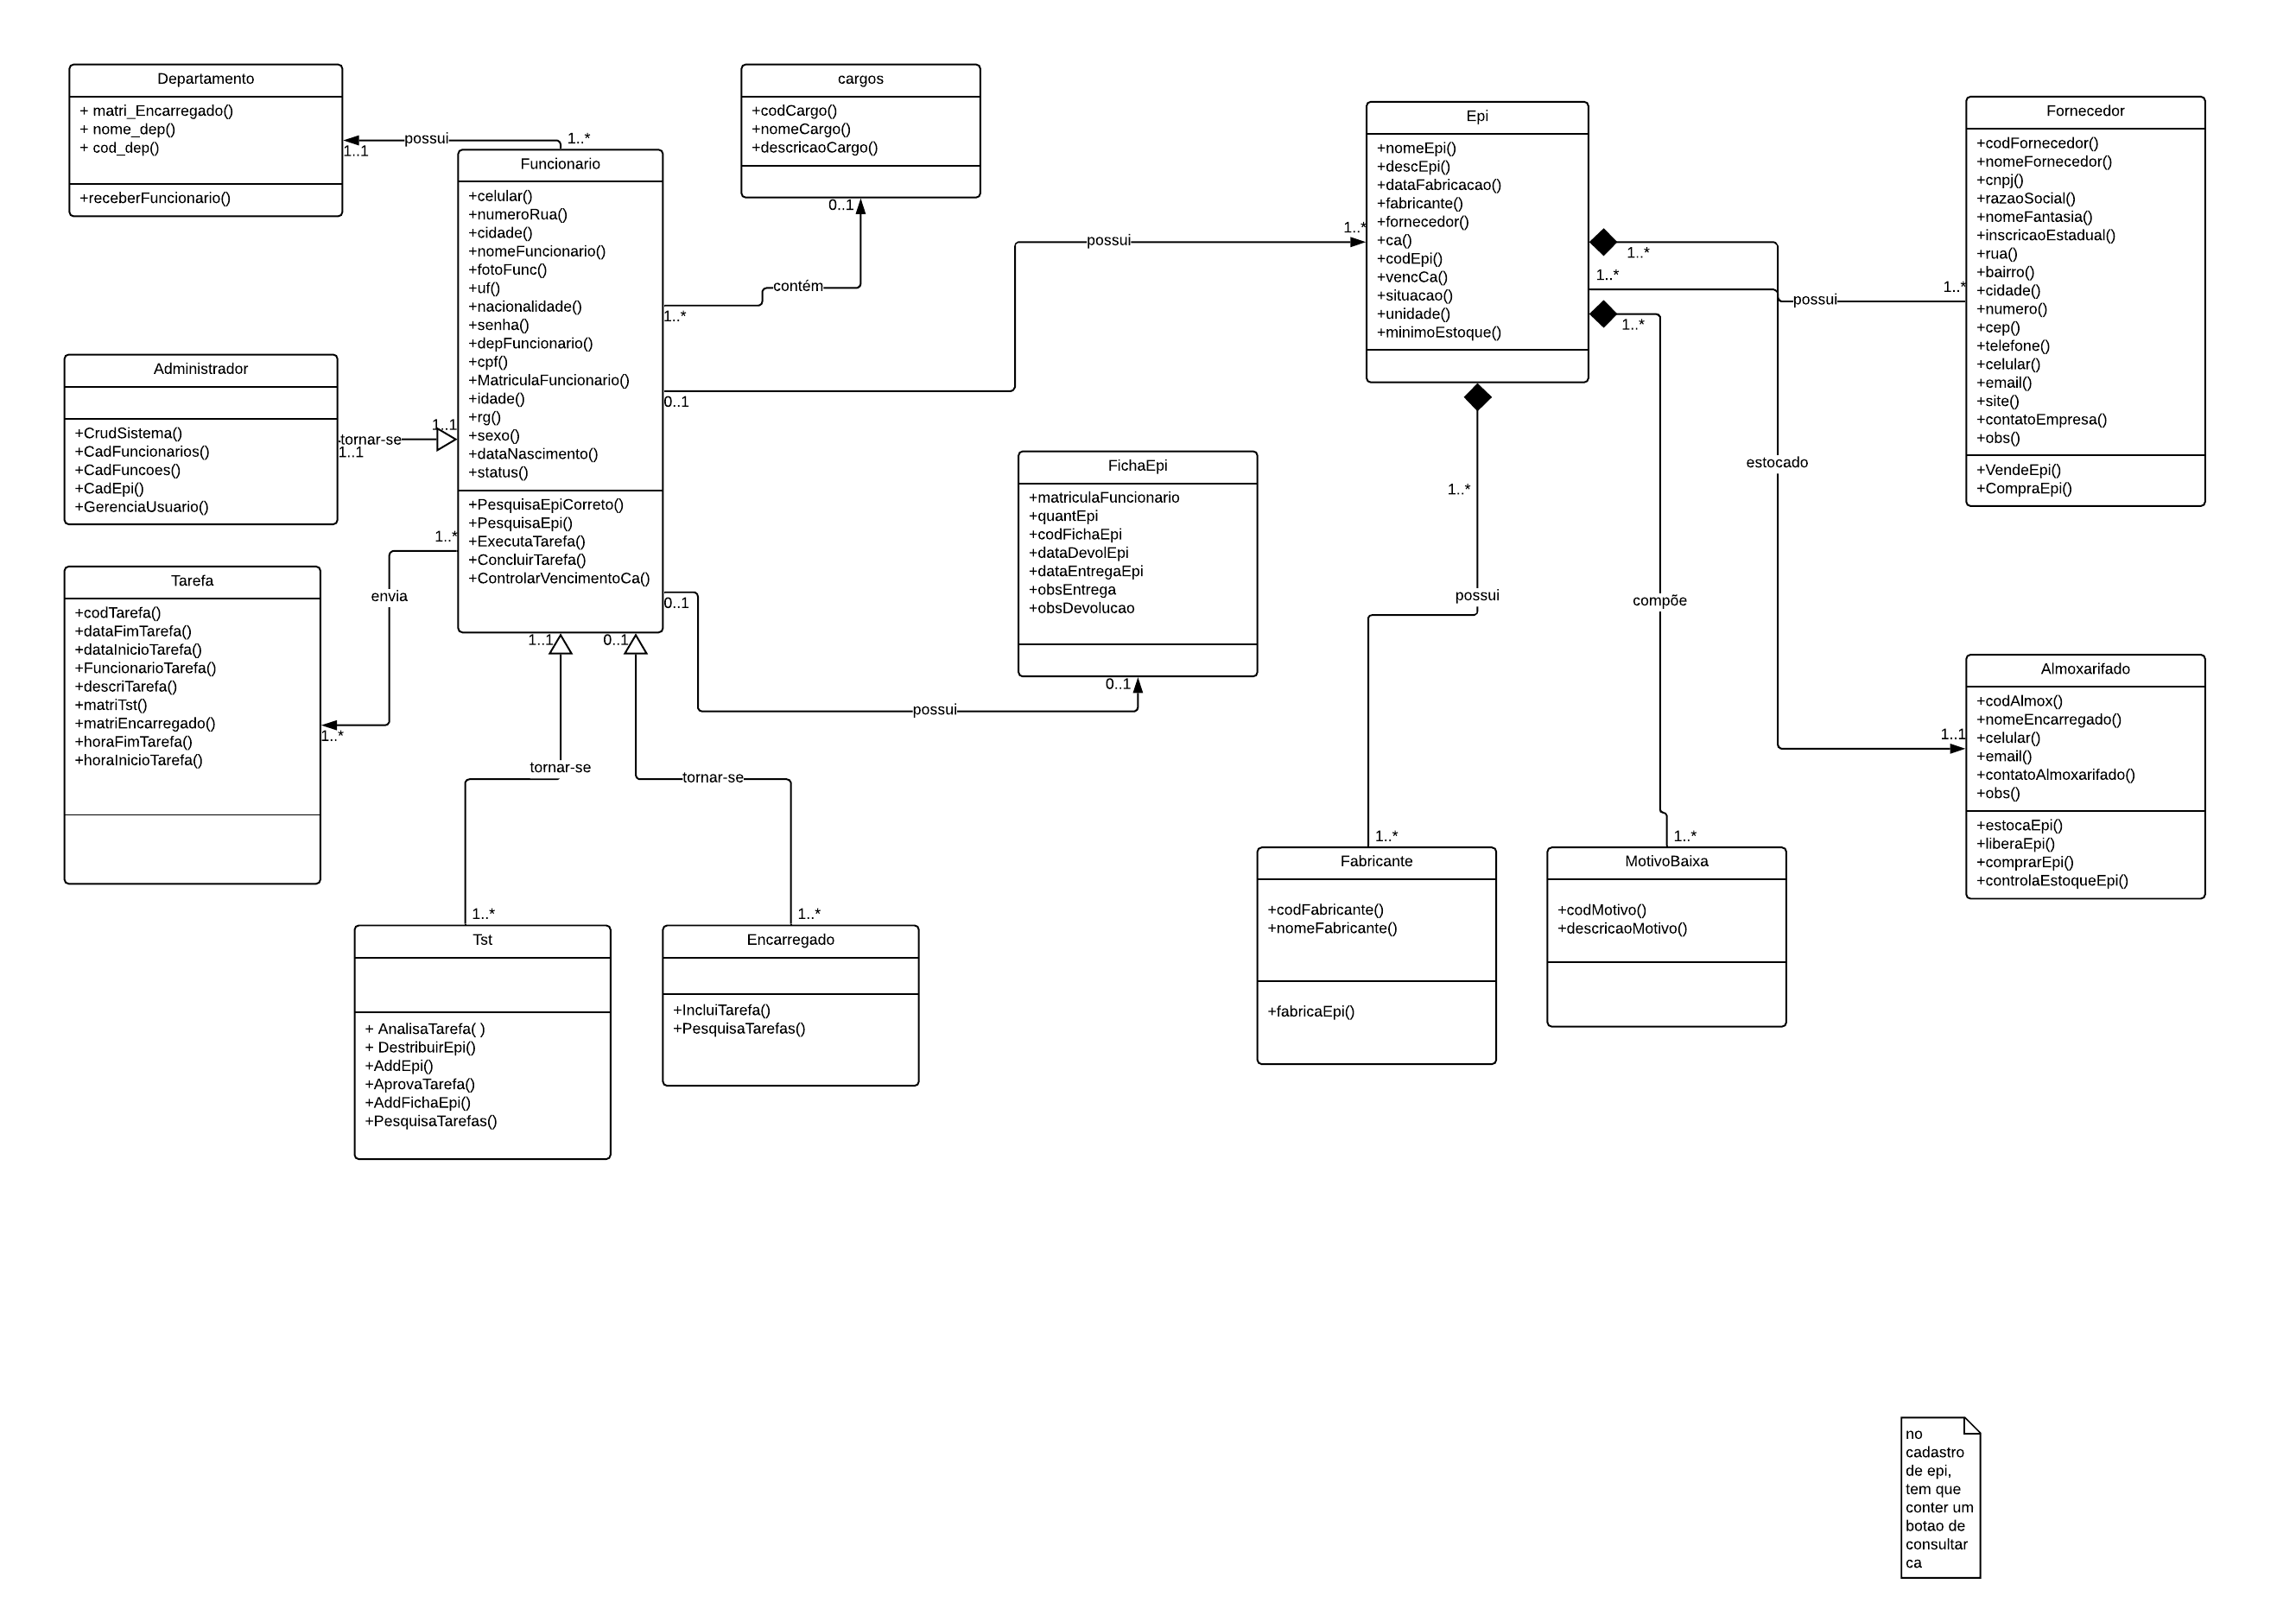 Departamento
+ matri_Encarregado()
+ nome_dep()
+ cod_dep()
+receberFuncionario()
possui
1..1
1..*
Funcionario
+celular()
+numeroRua()
+cidade()
+nomeFuncionario()
+fotoFunc()
+uf()
+nacionalidade()
+senha()
+depFuncionario()
+cpf()
+MatriculaFuncionario()
+idade()
+rg()
+sexo()
+dataNascimento()
+status()
+PesquisaEpiCorreto()
+PesquisaEpi()
+ExecutaTarefa()
+ConcluirTarefa()
+ControlarVencimentoCa()
cargos
+codCargo()
+nomeCargo()
+descricaoCargo()
0..1
contém
1..*
possui
1..*
0..1
Epi
+nomeEpi()
+descEpi()
+dataFabricacao()
+fabricante()
+fornecedor()
+ca()
+codEpi()
+vencCa()
+situacao()
+unidade()
+minimoEstoque()
1..*
1..*
1..*
possui
1..*
estocado
1..1
Fornecedor
+codFornecedor()
+nomeFornecedor()
+cnpj()
+razaoSocial()
+nomeFantasia()
+inscricaoEstadual()
+rua()
+bairro()
+cidade()
+numero()
+cep()
+telefone()
+celular()
+email()
+site()
+contatoEmpresa()
+obs()
+VendeEpi()
+CompraEpi()
Administrador
+CrudSistema()
+CadFuncionarios()
+CadFuncoes()
+CadEpi()
+GerenciaUsuario()
1..1
tornar-se
1..1
1..*
envia
1..*
Tarefa
+codTarefa()
+dataFimTarefa()
+dataInicioTarefa()
+FuncionarioTarefa()
+descriTarefa()
+matriTst()
+matriEncarregado()
+horaFimTarefa()
+horaInicioTarefa()
FichaEpi
+matriculaFuncionario
+quantEpi
+codFichaEpi
+dataDevolEpi
+dataEntregaEpi
+obsEntrega
+obsDevolucao
0..1
possui
0..1
1..1
0..1
tornar-se
tornar-se
1..*
1..*
1..*
possui
1..*
compõe
1..*
Almoxarifado
+codAlmox()
+nomeEncarregado()
+celular()
+email()
+contatoAlmoxarifado()
+obs()
+estocaEpi()
+liberaEpi()
+comprarEpi()
+controlaEstoqueEpi()
Fabricante
+codFabricante()
+nomeFabricante()
+fabricaEpi()
MotivoBaixa
+codMotivo()
+descricaoMotivo()
Tst
+ AnalisaTarefa( )
+ DestribuirEpi()
+AddEpi()
+AprovaTarefa()
+AddFichaEpi()
+PesquisaTarefas()
Encarregado
+IncluiTarefa()
+PesquisaTarefas()
no
cadastro
de epi,
tem que
conter um
botao de
consultar
ca